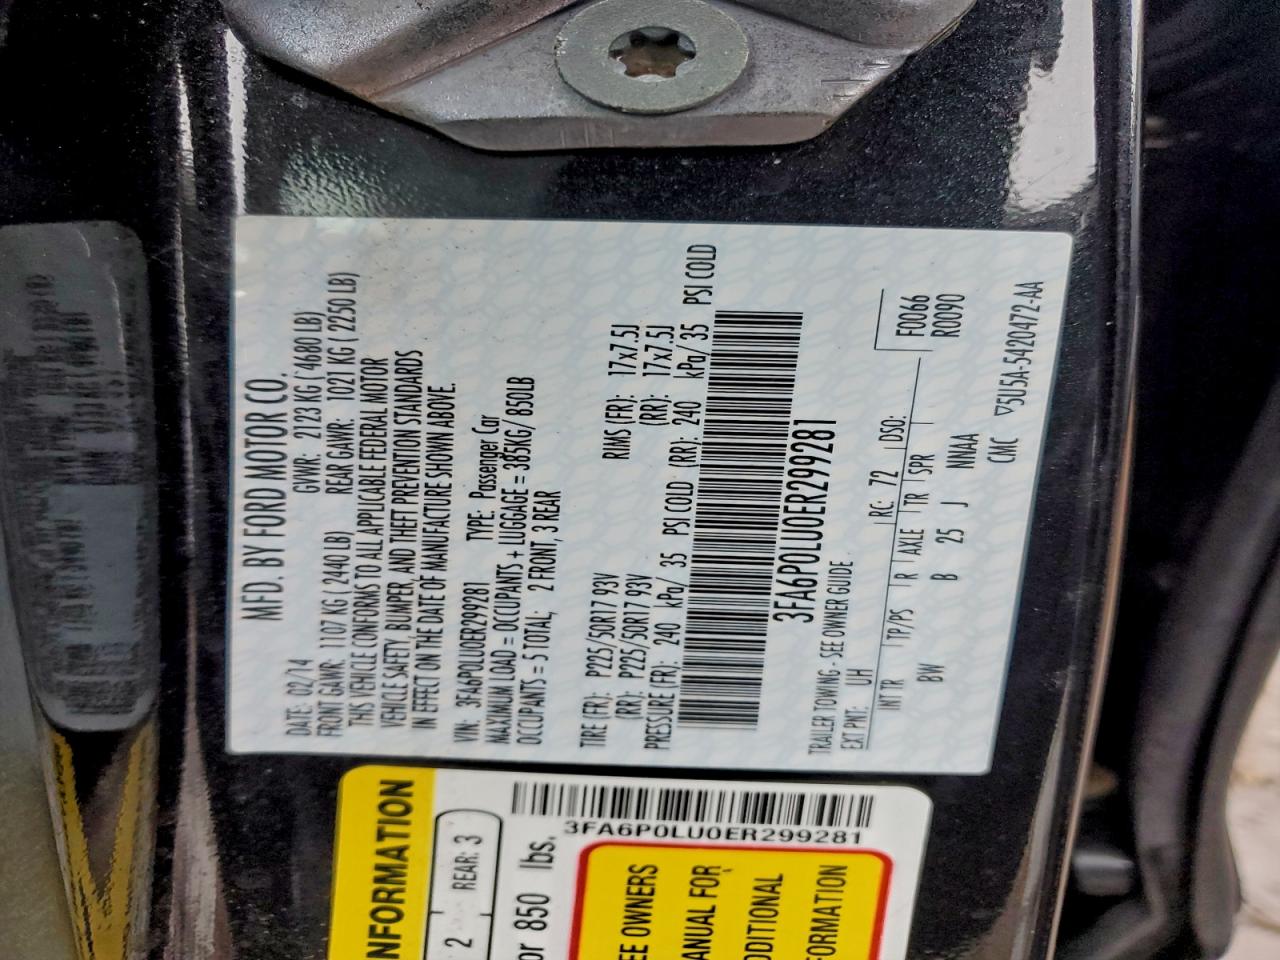 MFD. BY FORD MOTOR CO.
DATE: 02/14 GVWR: 2123 KG (4680 LB)
FRONT GAWR: 1107 KG (2440 LB) REAR GAWR: 1021 KG (2250 LB)
THIS VEHICLE CONFORMS TO ALL APPLICABLE FEDERAL MOTOR
VEHICLE SAFETY, BUMPER, AND THEFT PREVENTION STANDARDS
IN EFFECT ON THE DATE OF MANUFACTURE SHOWN ABOVE.
VIN: 3FA6P0LU0ER299281 TYPE: Passenger Car
MAXIMUM LOAD = OCCUPANTS + LUGGAGE = 385KG/ 850LB
OCCUPANTS = 5 TOTAL; 2 FRONT, 3 REAR
TIRE (FR): P225/50R17 93V RIMS (FR): 17x7.5J
(RR): P225/50R17 93V (RR): 17x7.5J
PRESSURE (FR): 240 kPa/ 35 PSI COLD (RR): 240 kPa/ 35 PSI COLD
3FA6P0LU0ER299281
TRAILER TOWING - SEE OWNER GUIDE
EXT PNT: UH RC: 72 DSO: F0066
R0090
INT TR TP/PS R AXLE TR SPR
BW B 25 J NNAA
CMC ▽5U5A-5420472-AA
INFORMATION
2 REAR: 3
or 850 lbs.
3FA6P0LU0ER299281
EE OWNERS
ANUAL FOR
DDITIONAL
FORMATION